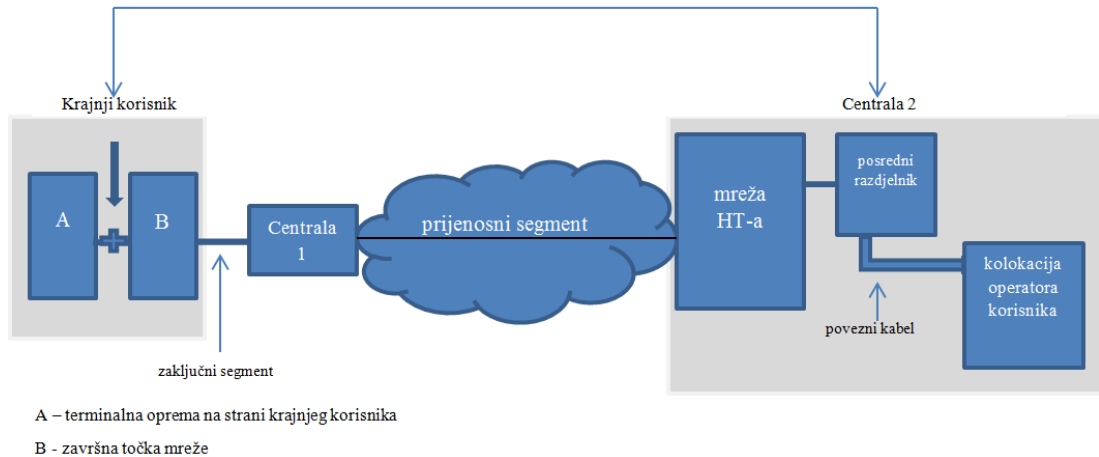 Krajnji korisnik
Centrala 2
A
B
Centrala
1
prijenosni segment
mreža
HT-a
posredni
razdjelnik
kolokacija
operatora
korisnika
povezni kabel
zaključni segment
A – terminalna oprema na strani krajnjeg korisnika
B - završna točka mreže